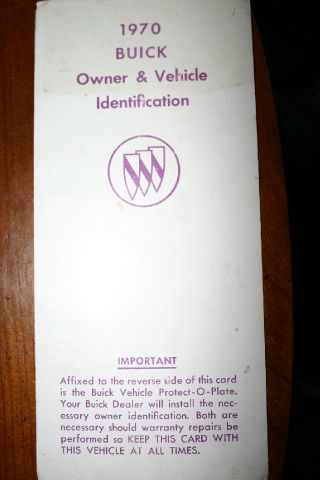 1970
BUICK
Owner & Vehicle
Identification
IMPORTANT
Affixed to the reverse side of this card
is the Buick Vehicle Protect-O-Plate.
Your Buick Dealer will install the nec-
essary owner identification. Both are
necessary should warranty repairs be
performed so KEEP THIS CARD WITH
THIS VEHICLE AT ALL TIMES.